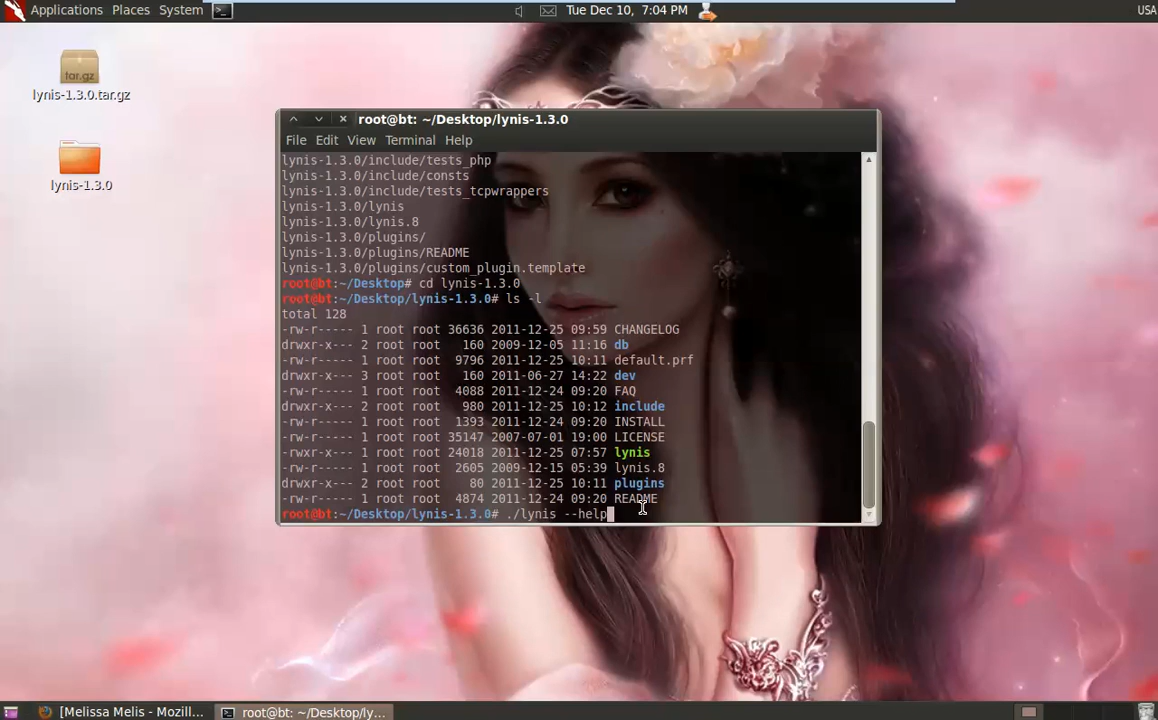 Applications Places System Tue Dec 10, 7:04 PM USA
tar.gz
lynis-1.3.0.tar.gz
lynis-1.3.0
root@bt: ~/Desktop/lynis-1.3.0
File Edit View Terminal Help
lynis-1.3.0/include/tests_php
lynis-1.3.0/include/consts
lynis-1.3.0/include/tests_tcpwrappers
lynis-1.3.0/lynis
lynis-1.3.0/lynis.8
lynis-1.3.0/plugins/
lynis-1.3.0/plugins/README
lynis-1.3.0/plugins/custom_plugin.template
root@bt:~/Desktop# cd lynis-1.3.0
root@bt:~/Desktop/lynis-1.3.0# ls -l
total 128
-rw-r----- 1 root root 36636 2011-12-25 09:59 CHANGELOG
drwxr-x--- 2 root root 160 2009-12-05 11:16 db
-rw-r----- 1 root root 9796 2011-12-25 10:11 default.prf
drwxr-x--- 3 root root 160 2011-06-27 14:22 dev
-rw-r----- 1 root root 4088 2011-12-24 09:20 FAQ
drwxr-x--- 2 root root 980 2011-12-25 10:12 include
-rw-r----- 1 root root 1393 2011-12-24 09:20 INSTALL
-rw-r----- 1 root root 35147 2007-07-01 19:00 LICENSE
-rwxr-x--- 1 root root 24018 2011-12-25 07:57 lynis
-rw-r----- 1 root root 2605 2009-12-15 05:39 lynis.8
drwxr-x--- 2 root root 80 2011-12-25 10:11 plugins
-rw-r----- 1 root root 4874 2011-12-24 09:20 README
root@bt:~/Desktop/lynis-1.3.0# ./lynis --help
[Melissa Melis - Mozill... root@bt: ~/Desktop/ly...